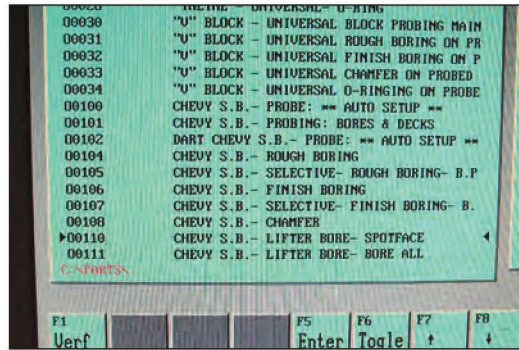 UNIVERSAL- O-RING
00030 "V" BLOCK - UNIVERSAL BLOCK PROBING MAIN
00031 "V" BLOCK - UNIVERSAL ROUGH BORING ON PR
00032 "V" BLOCK - UNIVERSAL FINISH BORING ON P
00033 "V" BLOCK - UNIVERSAL CHAMFER ON PROBED
00034 "V" BLOCK - UNIVERSAL O-RINGING ON PROBE
00100 CHEVY S.B.- PROBE: ** AUTO SETUP **
00101 CHEVY S.B.- PROBING: BORES & DECKS
00102 DART CHEVY S.B.- PROBE: ** AUTO SETUP **
00104 CHEVY S.B.- ROUGH BORING
00105 CHEVY S.B.- SELECTIVE- ROUGH BORING- B.P
00106 CHEVY S.B.- FINISH BORING
00107 CHEVY S.B.- SELECTIVE- FINISH BORING- B.
00108 CHEVY S.B.- CHAMFER
00110 CHEVY S.B.- LIFTER BORE- SPOTFACE
00111 CHEVY S.B.- LIFTER BORE- BORE ALL
C:\PARTS\
F1 F5 F6 F7 F8
Verf Enter Togle ↑ ↓